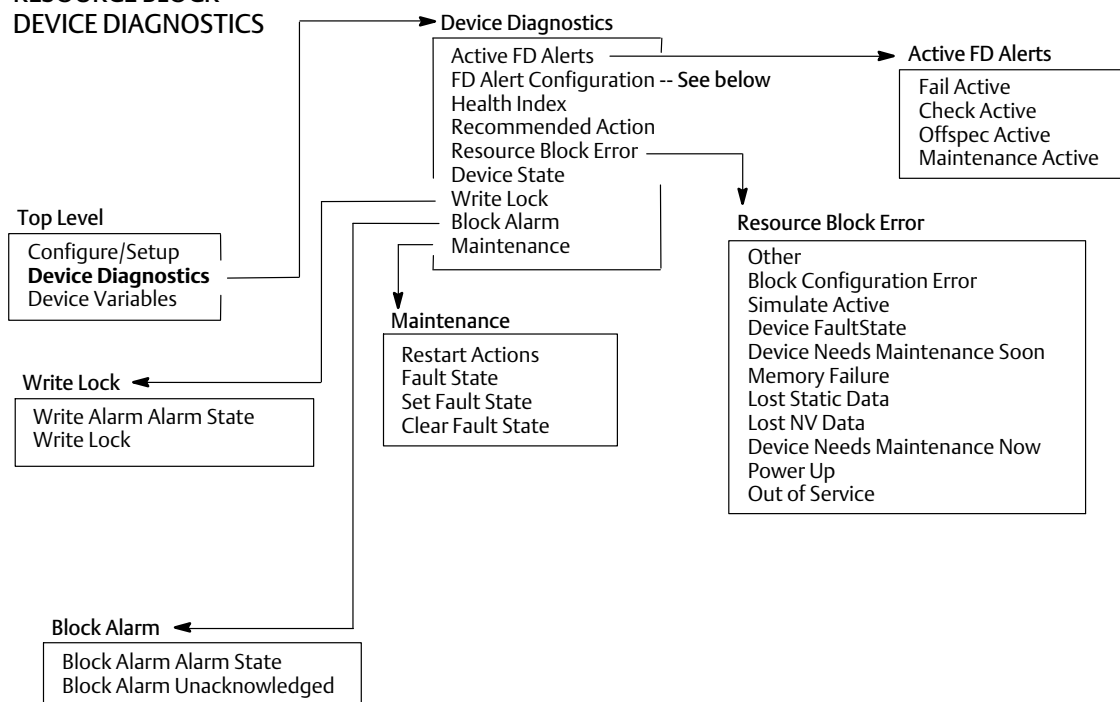 RESOURCE BLOCK
DEVICE DIAGNOSTICS
Device Diagnostics
Active FD Alerts
FD Alert Configuration -- See below
Health Index
Recommended Action
Resource Block Error
Device State
Write Lock
Block Alarm
Maintenance
Active FD Alerts
Fail Active
Check Active
Offspec Active
Maintenance Active
Top Level
Configure/Setup
Device Diagnostics
Device Variables
Resource Block Error
Other
Block Configuration Error
Simulate Active
Device FaultState
Device Needs Maintenance Soon
Memory Failure
Lost Static Data
Lost NV Data
Device Needs Maintenance Now
Power Up
Out of Service
Maintenance
Restart Actions
Fault State
Set Fault State
Clear Fault State
Write Lock
Write Alarm Alarm State
Write Lock
Block Alarm
Block Alarm Alarm State
Block Alarm Unacknowledged